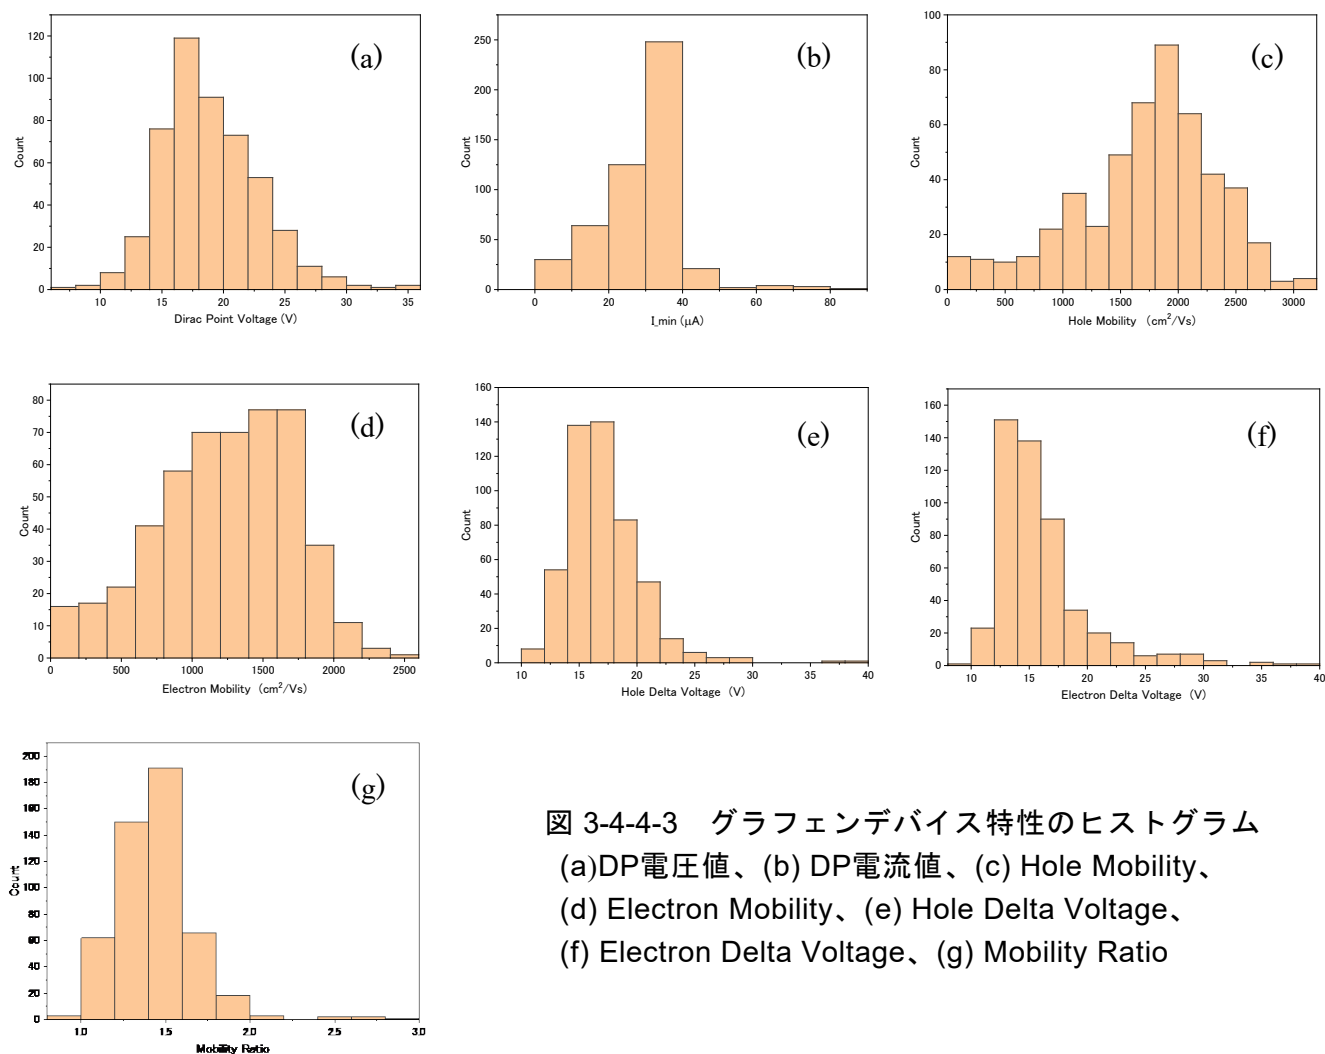 (a)
120
100
80
60
40
20
0
Count
10 15 20 25 30 35
Dirac Point Voltage (V)
(b)
250
200
150
100
50
0
Count
0 20 40 60 80
I_min (μA)
(c)
100
80
60
40
20
0
Count
0 500 1000 1500 2000 2500 3000
Hole Mobility (cm²/Vs)
(d)
80
70
60
50
40
30
20
10
0
Count
0 500 1000 1500 2000 2500
Electron Mobility (cm²/Vs)
(e)
160
140
120
100
80
60
40
20
0
Count
10 15 20 25 30 35 40
Hole Delta Voltage (V)
(f)
160
140
120
100
80
60
40
20
0
Count
10 15 20 25 30 35 40
Electron Delta Voltage (V)
(g)
200
180
160
140
120
100
80
60
40
20
0
Count
1.0 1.5 2.0 2.5 3.0
Mobility Ratio
図 3-4-4-3 グラフェンデバイス特性のヒストグラム
(a)DP電圧値、(b) DP電流値、(c) Hole Mobility、
(d) Electron Mobility、(e) Hole Delta Voltage、
(f) Electron Delta Voltage、(g) Mobility Ratio